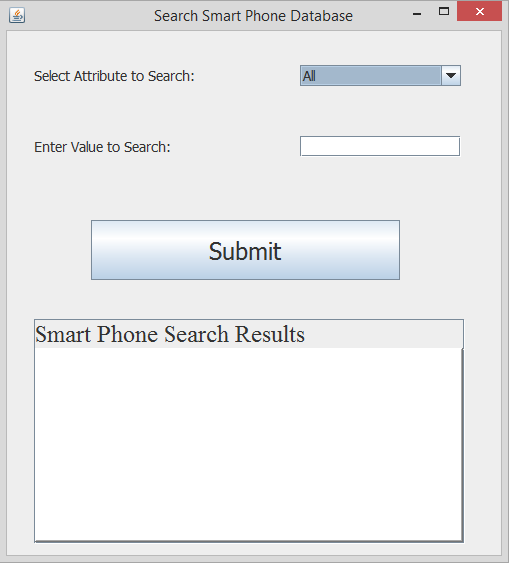 Search Smart Phone Database
Select Attribute to Search:
All
Enter Value to Search:
Submit
Smart Phone Search Results